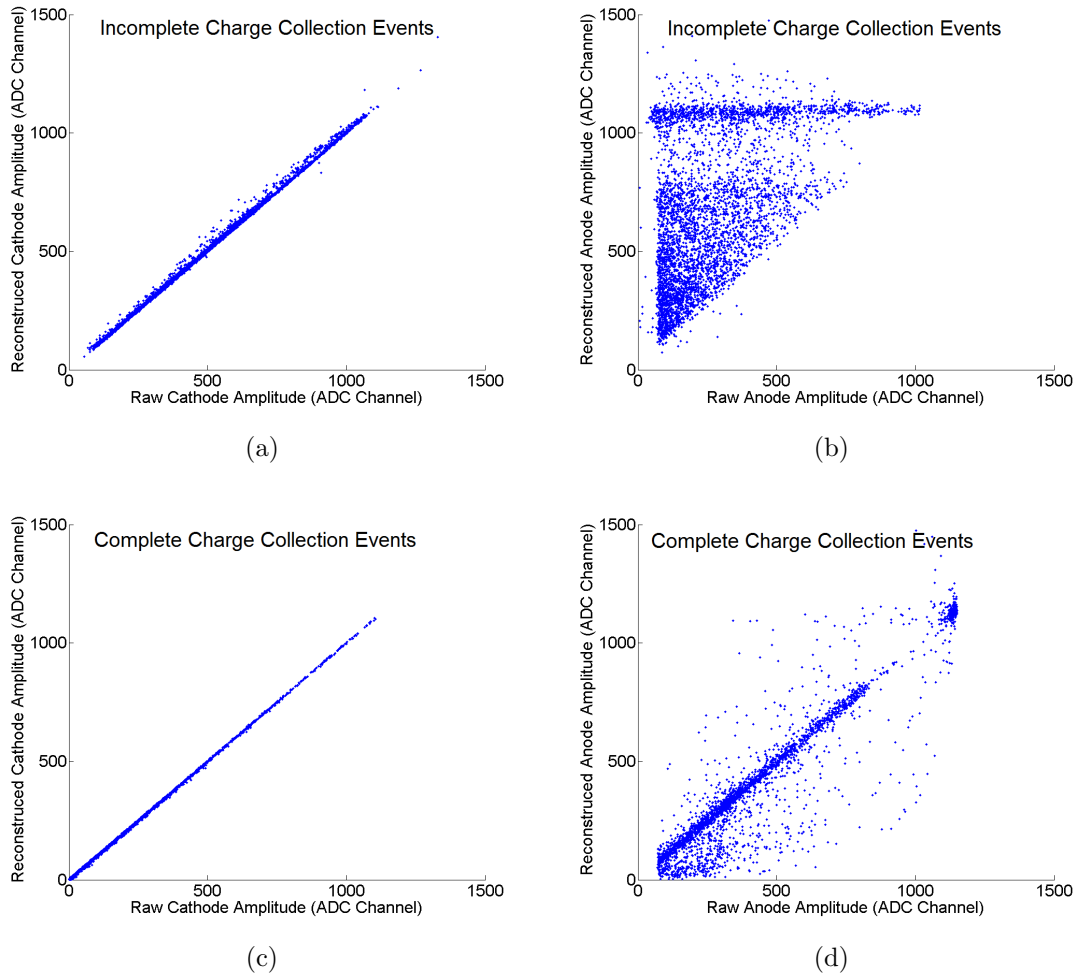 Incomplete Charge Collection Events
Reconstruced Cathode Amplitude (ADC Channel)
1500
1000
500
0
0 500 1000 1500
Raw Cathode Amplitude (ADC Channel)
(a)
Incomplete Charge Collection Events
Reconstruced Anode Amplitude (ADC Channel)
1500
1000
500
0
0 500 1000 1500
Raw Anode Amplitude (ADC Channel)
(b)
Complete Charge Collection Events
Reconstruced Cathode Amplitude (ADC Channel)
1500
1000
500
0
0 500 1000 1500
Raw Cathode Amplitude (ADC Channel)
(c)
Complete Charge Collection Events
Reconstruced Anode Amplitude (ADC Channel)
1500
1000
500
0
0 500 1000 1500
Raw Anode Amplitude (ADC Channel)
(d)